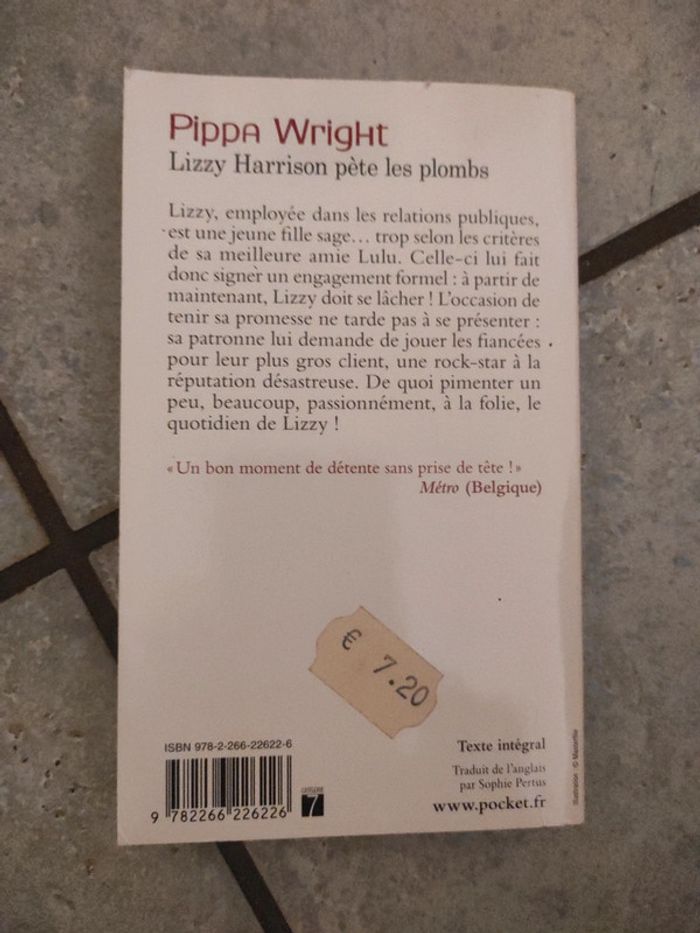 Pippa Wright
Lizzy Harrison pète les plombs
Lizzy, employée dans les relations publiques,
est une jeune fille sage... trop selon les critères
de sa meilleure amie Lulu. Celle-ci lui fait
donc signer un engagement formel : à partir de
maintenant, Lizzy doit se lâcher ! L'occasion de
tenir sa promesse ne tarde pas à se présenter :
sa patronne lui demande de jouer les fiancées
pour leur plus gros client, une rock-star à la
réputation désastreuse. De quoi pimenter un
peu, beaucoup, passionnément, à la folie, le
quotidien de Lizzy !
« Un bon moment de détente sans prise de tête ! »
Métro (Belgique)
€ 7.20
ISBN 978-2-266-22622-6
9 782266 226226
CATÉGORIE
7
Texte intégral
Traduit de l'anglais
par Sophie Pertus
www.pocket.fr
Illustration : ©